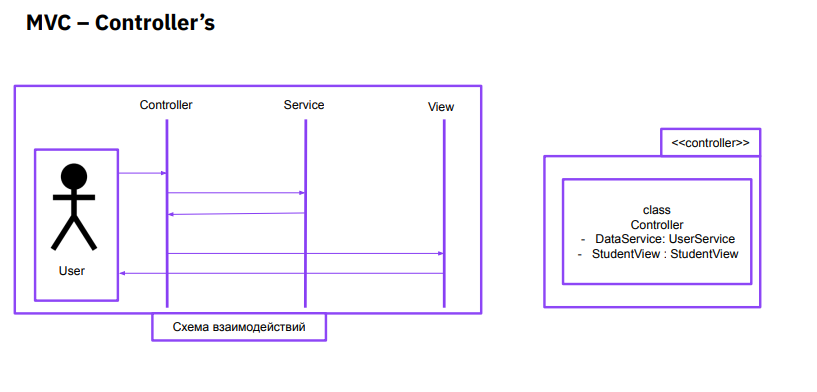 MVC – Controller’s
Controller
Service
View
User
Схема взаимодействий
<<controller>>
class
Controller
- DataService: UserService
- StudentView : StudentView